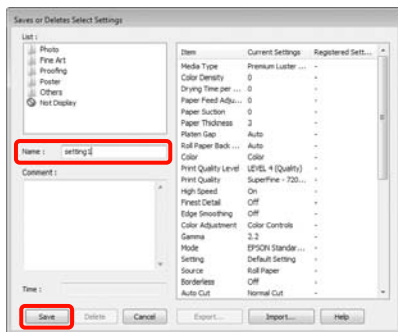 Saves or Deletes Select Settings
List :
Photo
Fine Art
Proofing
Poster
Others
Not Display
Name : setting1
Comment :
Time :
Item Current Settings Registered Sett...
Media Type Premium Luster ... -
Color Density 0 -
Drying Time per ... 0 -
Paper Feed Adju... 0 -
Paper Suction 0 -
Paper Thickness 3 -
Platen Gap Auto -
Roll Paper Back ... Auto -
Color Color -
Print Quality Level LEVEL 4 (Quality) -
Print Quality SuperFine - 720... -
High Speed On -
Finest Detail Off -
Edge Smoothing Off -
Color Adjustment Color Controls -
Gamma 2.2 -
Mode EPSON Standar... -
Setting Default Setting -
Source Roll Paper -
Borderless Off -
Auto Cut Normal Cut -
Save Delete Cancel Export... Import... Help